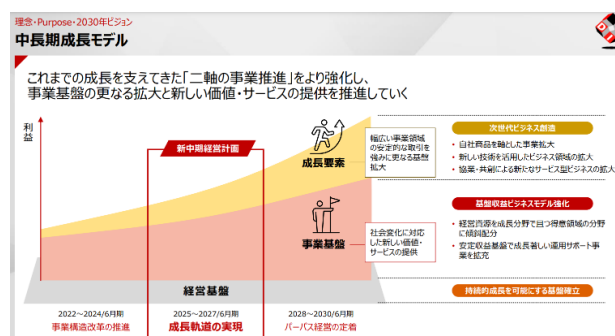 理念・Purpose・2030年ビジョン
中長期成長モデル
これまでの成長を支えてきた「二軸の事業推進」をより強化し、
事業基盤の更なる拡大と新しい価値・サービスの提供を推進していく
利益
新中期経営計画
成長要素
幅広い事業領域
の安定的な取引を
強みに更なる基盤
拡大
事業基盤
社会変化に対応
した新しい価値・
サービスの提供
経営基盤
2022～2024/6月期
事業構造改革の推進
2025～2027/6月期
成長軌道の実現
2028～2030/6月期
パーパス経営の定着
次世代ビジネス創造
• 自社商品を軸とした事業拡大
• 新しい技術を活用したビジネス領域の拡大
• 協業・共創による新たなサービス型ビジネスの拡大
基盤収益ビジネスモデル強化
• 経営資源を成長分野で且つ得意領域の分野
に傾斜配分
• 安定収益基盤で成長著しい運用サポート事
業を拡充
持続的成長を可能にする基盤確立